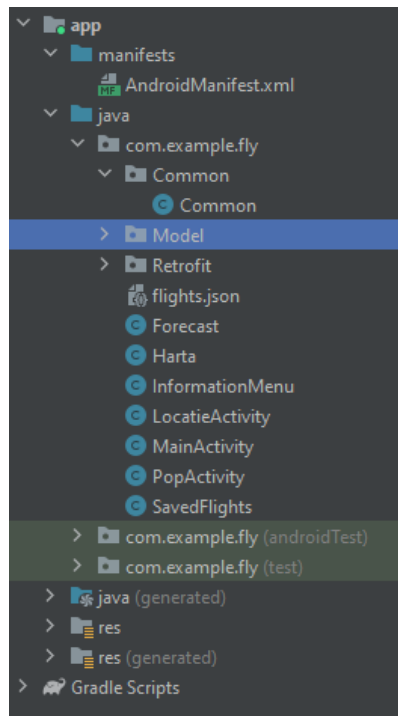 app
manifests
MF AndroidManifest.xml
java
com.example.fly
Common
C Common
Model
Retrofit
flights.json
C Forecast
C Harta
C InformationMenu
C LocatieActivity
C MainActivity
C PopActivity
C SavedFlights
com.example.fly (androidTest)
com.example.fly (test)
java (generated)
res
res (generated)
Gradle Scripts